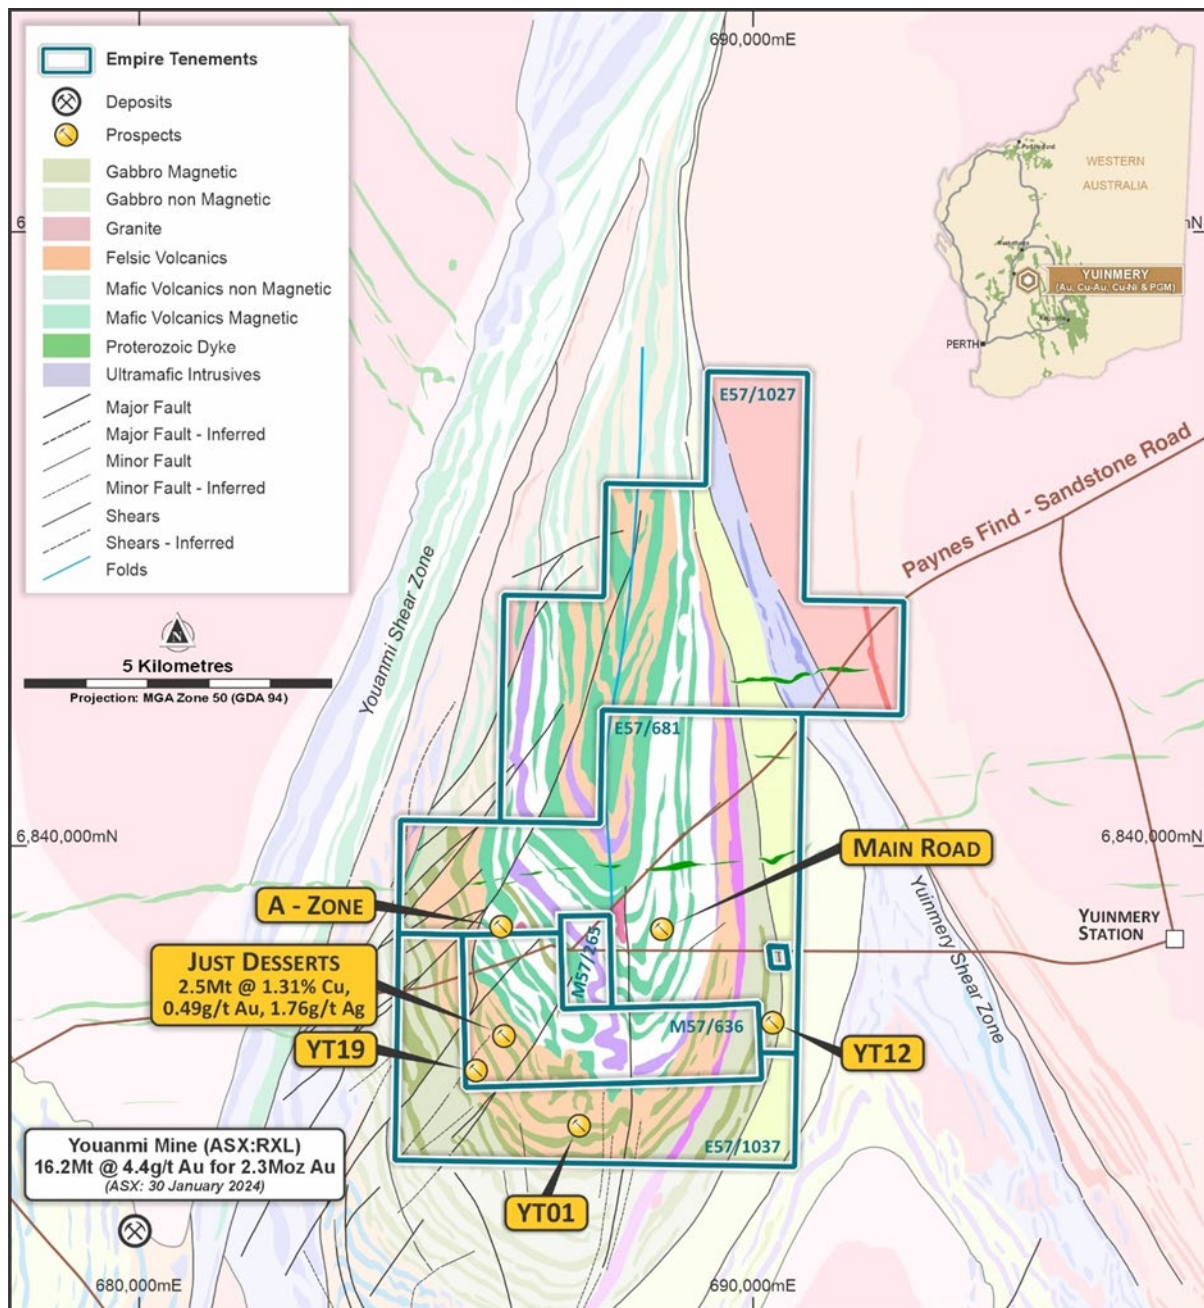 Empire Tenements
Deposits
Prospects
Gabbro Magnetic
Gabbro non Magnetic
Granite
Felsic Volcanics
Mafic Volcanics non Magnetic
Mafic Volcanics Magnetic
Proterozoic Dyke
Ultramafic Intrusives
Major Fault
Major Fault - Inferred
Minor Fault
Minor Fault - Inferred
Shears
Shears - Inferred
Folds
N
5 Kilometres
Projection: MGA Zone 50 (GDA 94)
690,000mE
WESTERN
AUSTRALIA
YUINMERY
(Au, Cu-Au, Cu-Ni & PGM)
PERTH
E57/1027
Paynes Find - Sandstone Road
Youanmi Shear Zone
E57/681
6,840,000mN
6,840,000mN
MAIN ROAD
A - ZONE
YUINMERY
STATION
Yuinmery Shear Zone
M57/265
JUST DESSERTS
2.5Mt @ 1.31% Cu,
0.49g/t Au, 1.76g/t Ag
M57/636
YT19
YT12
E57/1037
Youanmi Mine (ASX:RXL)
16.2Mt @ 4.4g/t Au for 2.3Moz Au
(ASX: 30 January 2024)
YT01
680,000mE
690,000mE